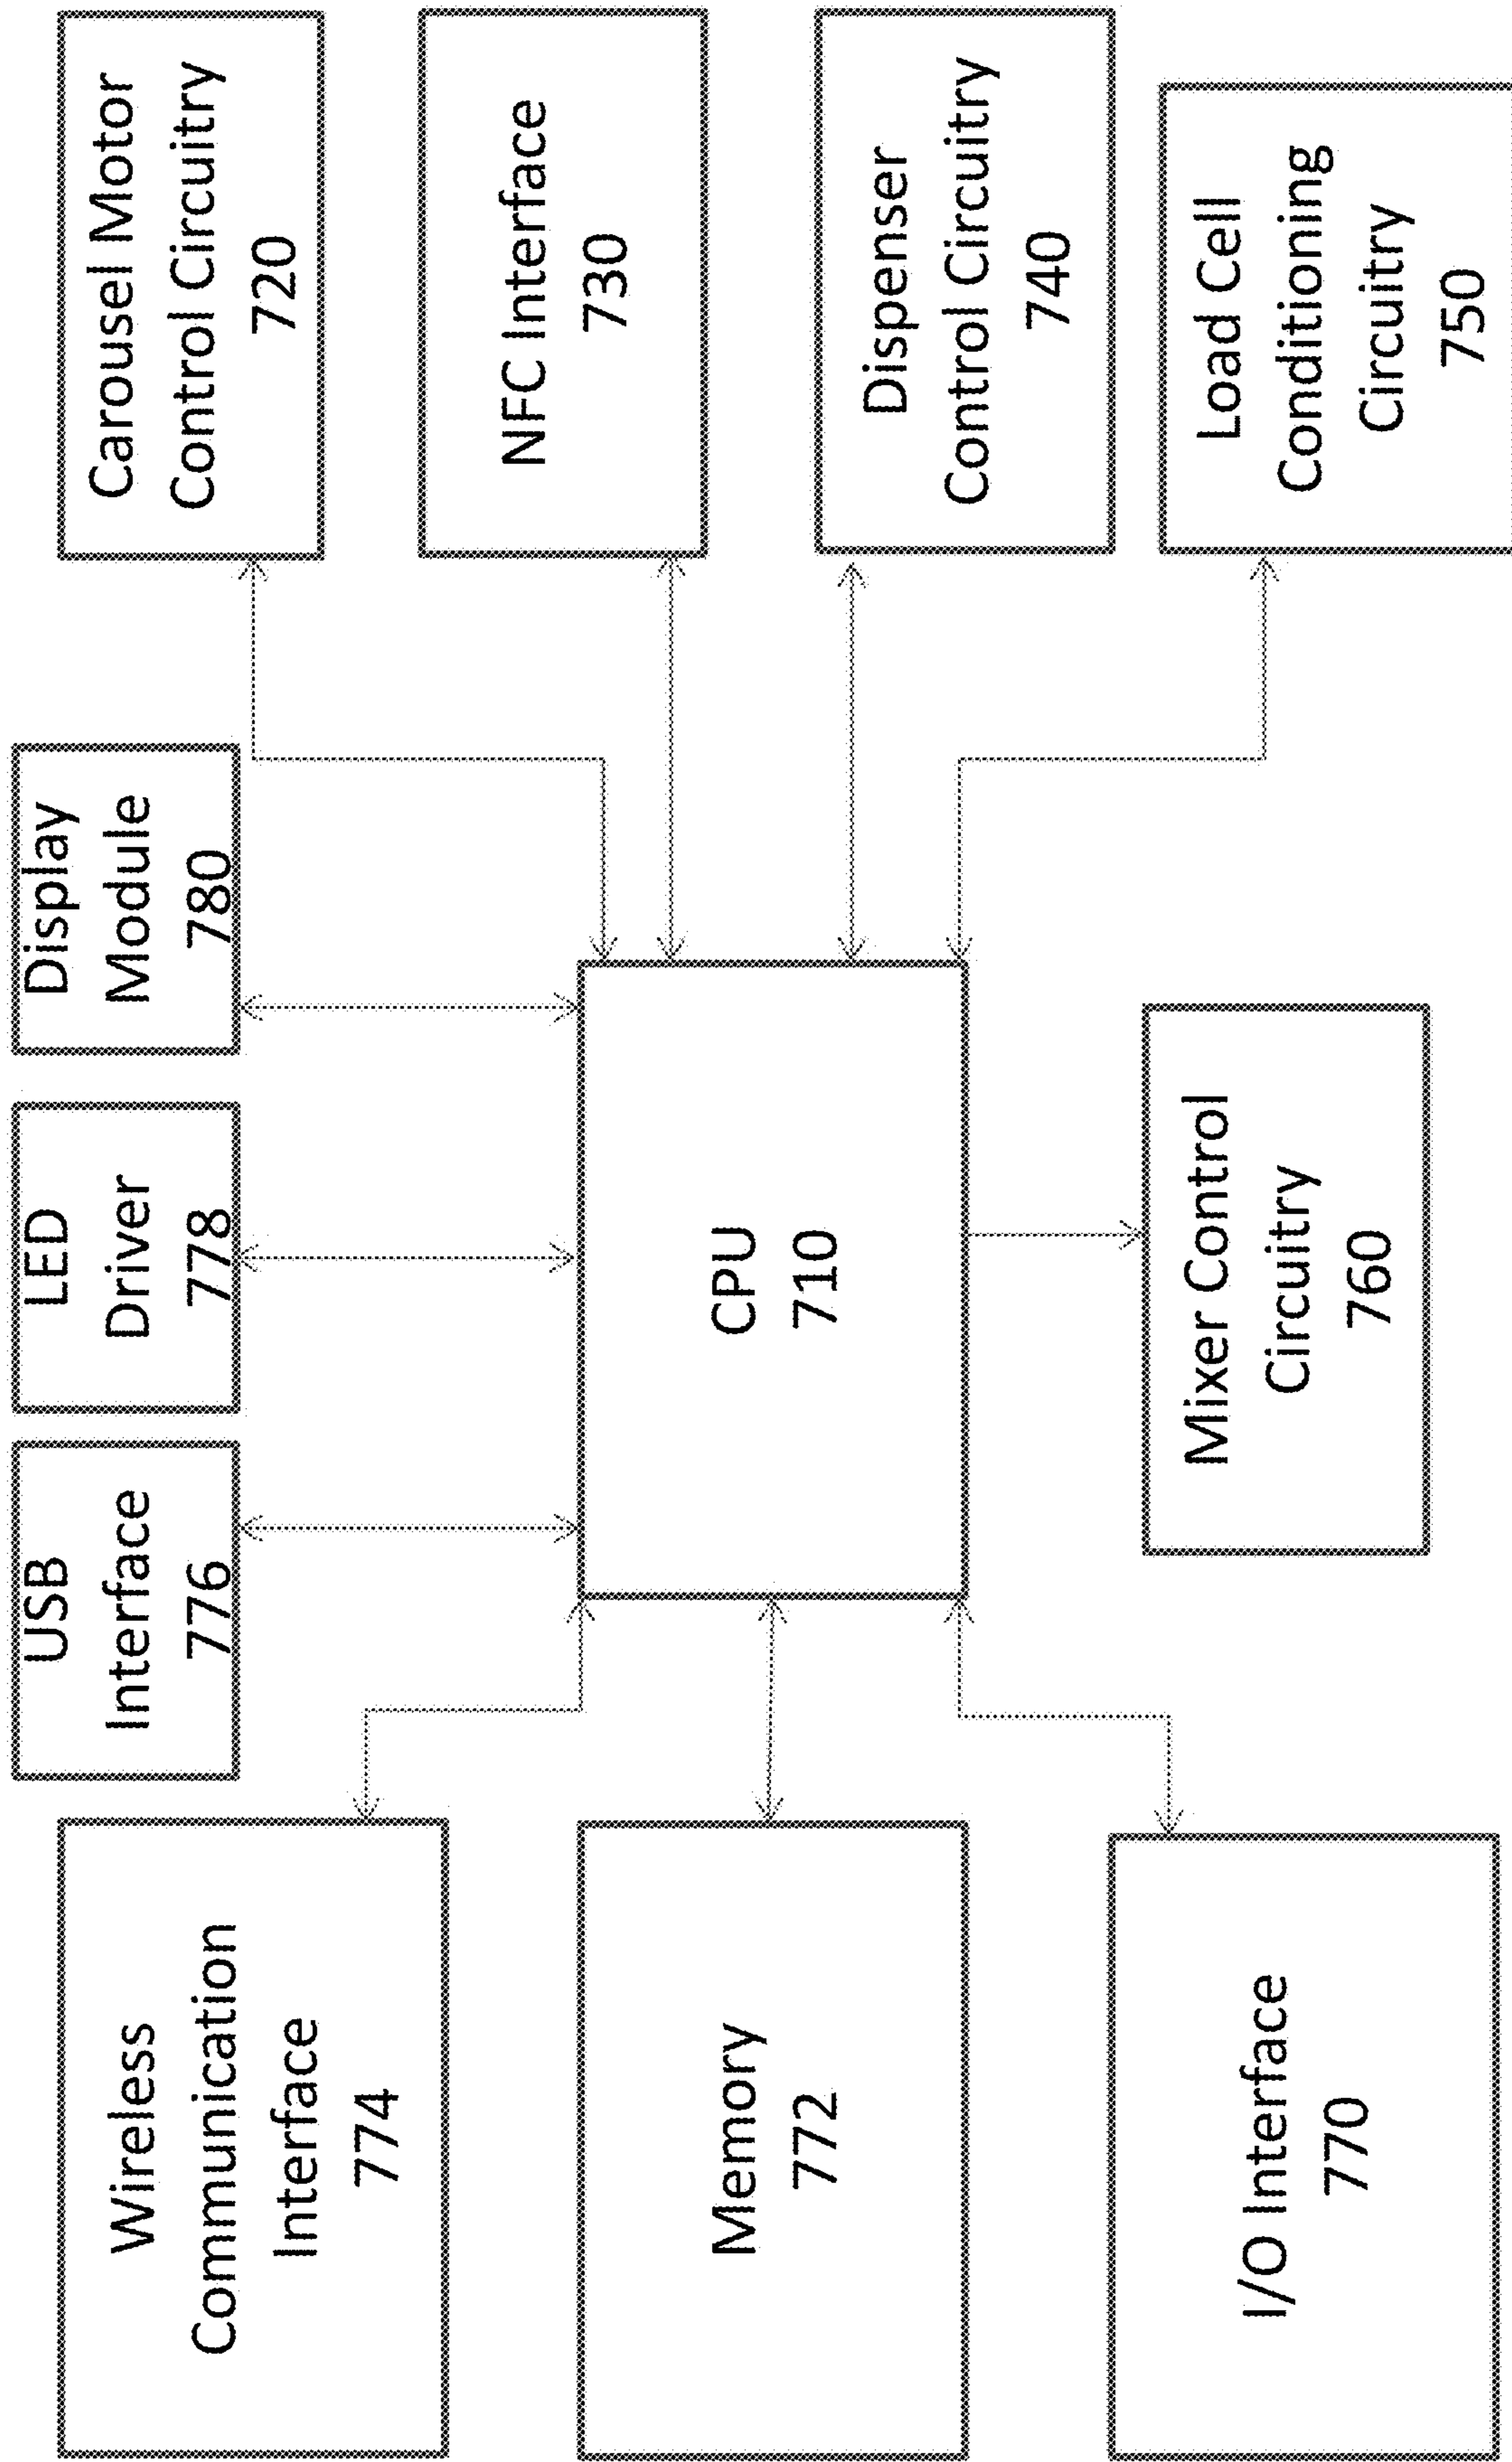 Wireless
Communication
Interface
774
Memory
772
I/O Interface
770
USB
Interface
776
LED
Driver
778
Display
Module
780
CPU
710
Mixer Control
Circuitry
760
Carousel Motor
Control Circuitry
720
NFC Interface
730
Dispenser
Control Circuitry
740
Load Cell
Conditioning
Circuitry
750